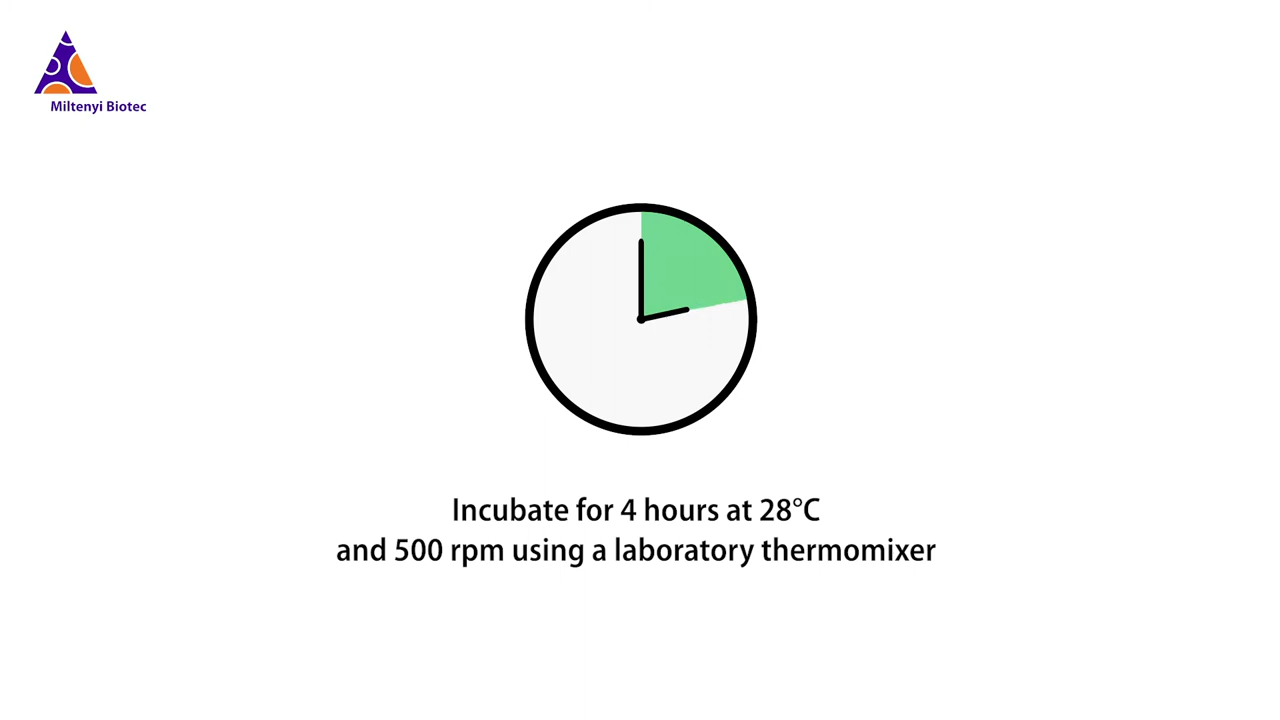 Miltenyi Biotec
Incubate for 4 hours at 28°C
and 500 rpm using a laboratory thermomixer